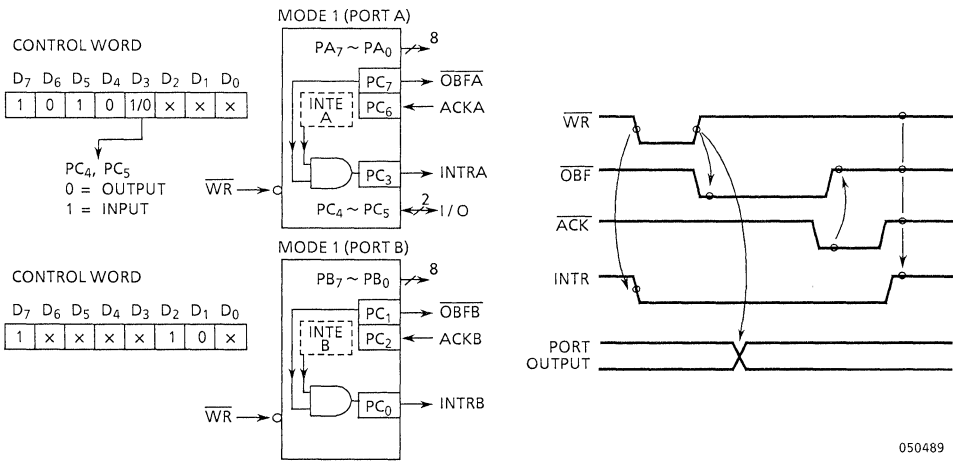 MODE 1 (PORT A)
CONTROL WORD
D7 D6 D5 D4 D3 D2 D1 D0
1 0 1 0 1/0 × × ×
PC4, PC5
0 = OUTPUT
1 = INPUT
PA7 ~ PA0
8
PC7
OBFA
INTE A
PC6
ACKA
PC3
INTRA
WR
PC4 ~ PC5
2
I / O
MODE 1 (PORT B)
CONTROL WORD
D7 D6 D5 D4 D3 D2 D1 D0
1 × × × × 1 0 ×
PB7 ~ PB0
8
PC1
OBFB
INTE B
PC2
ACKB
PC0
INTRB
WR
WR
OBF
ACK
INTR
PORT
OUTPUT
050489